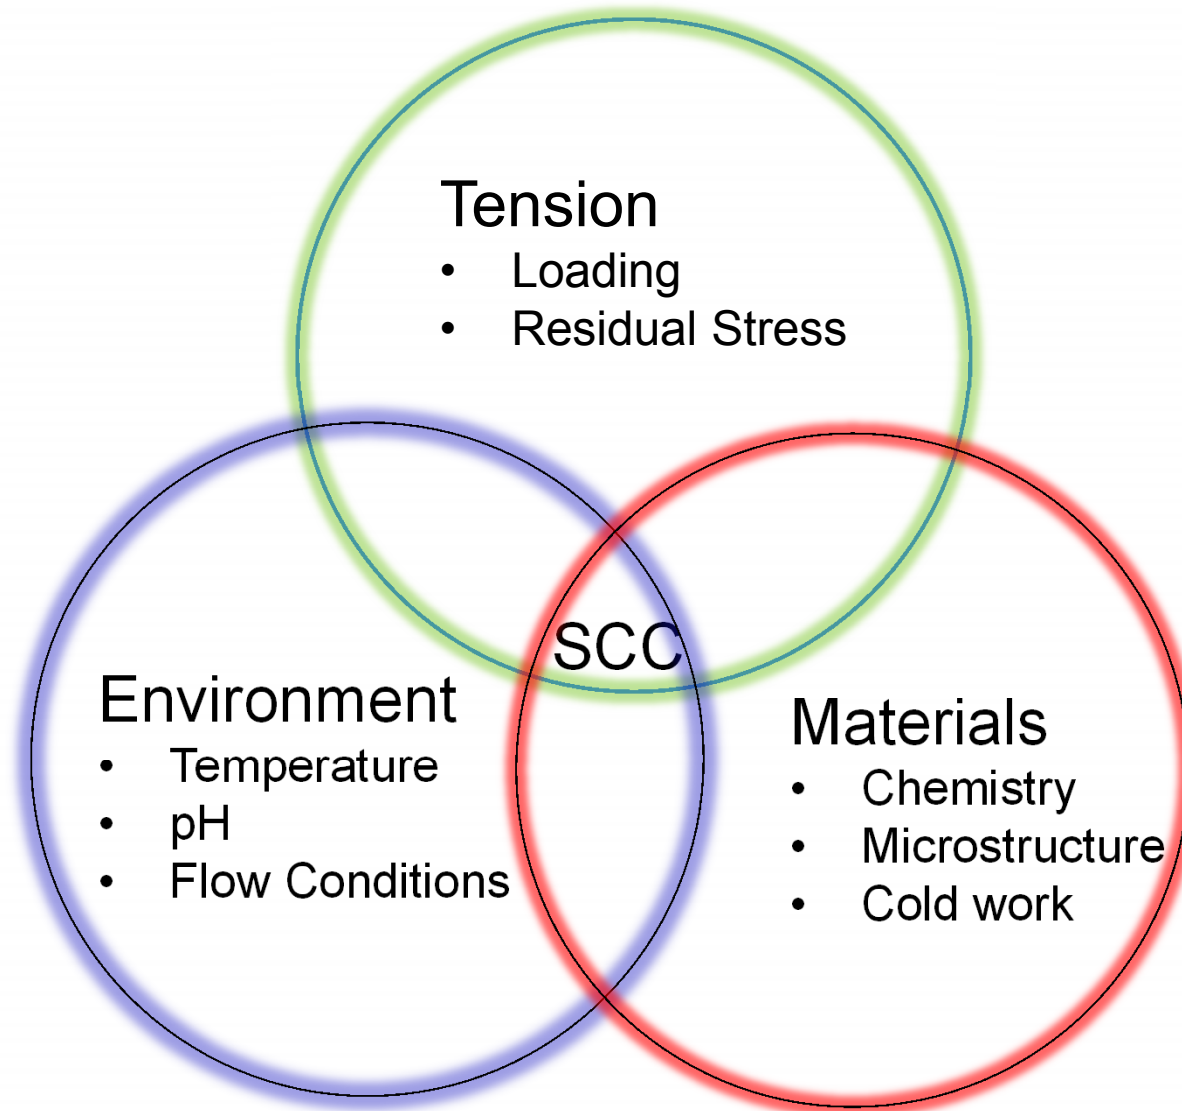 Tension
• Loading
• Residual Stress
SCC
Environment
• Temperature
• pH
• Flow Conditions
Materials
• Chemistry
• Microstructure
• Cold work